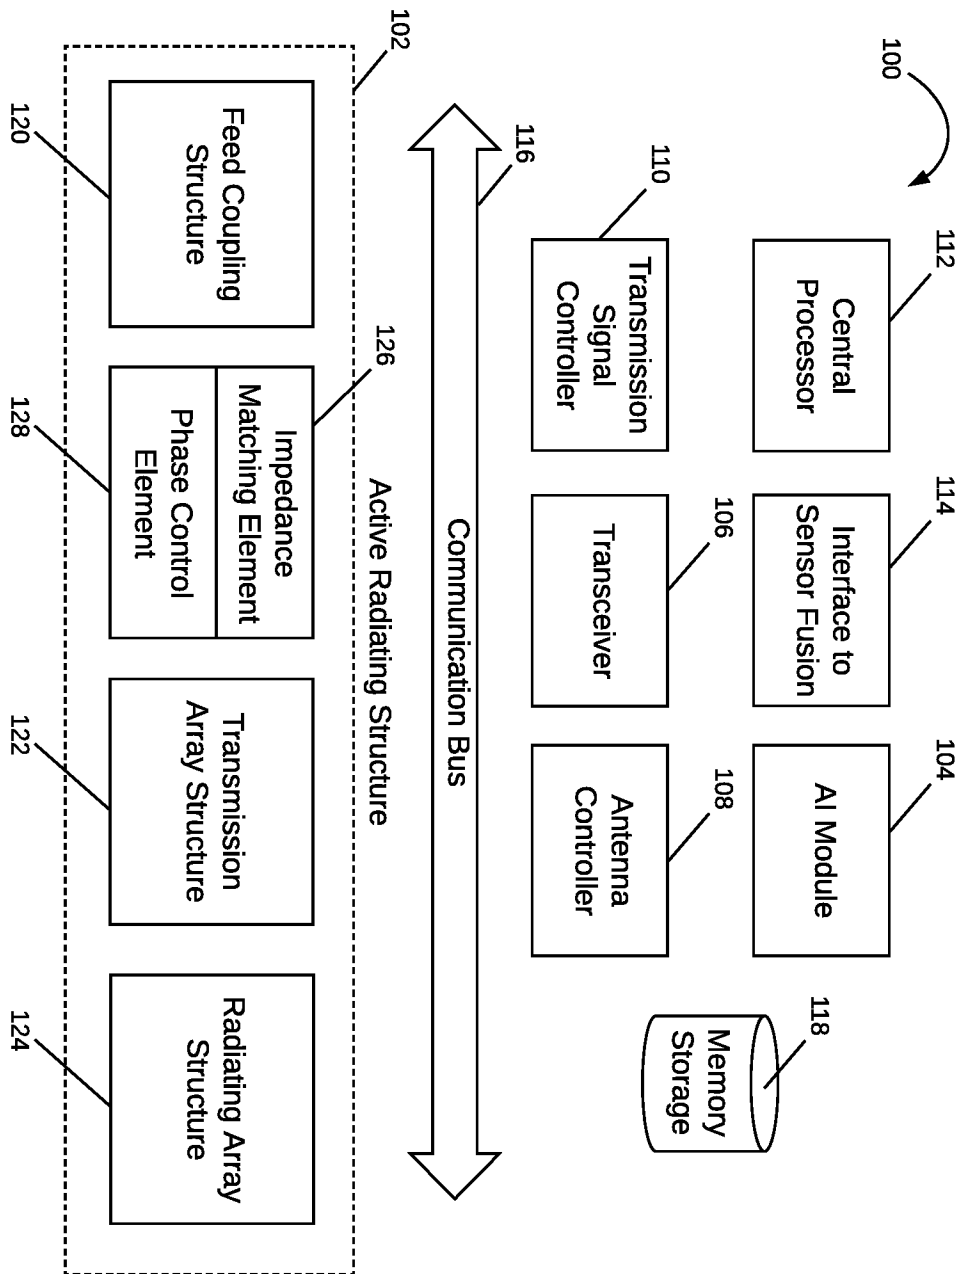 100
112
Central
Processor
114
Interface to
Sensor Fusion
104
AI Module
118
Memory
Storage
110
Transmission
Signal
Controller
106
Transceiver
108
Antenna
Controller
116
Communication Bus
102
Active Radiating Structure
120
Feed Coupling
Structure
126
Impedance
Matching Element
128
Phase Control
Element
122
Transmission
Array Structure
124
Radiating Array
Structure